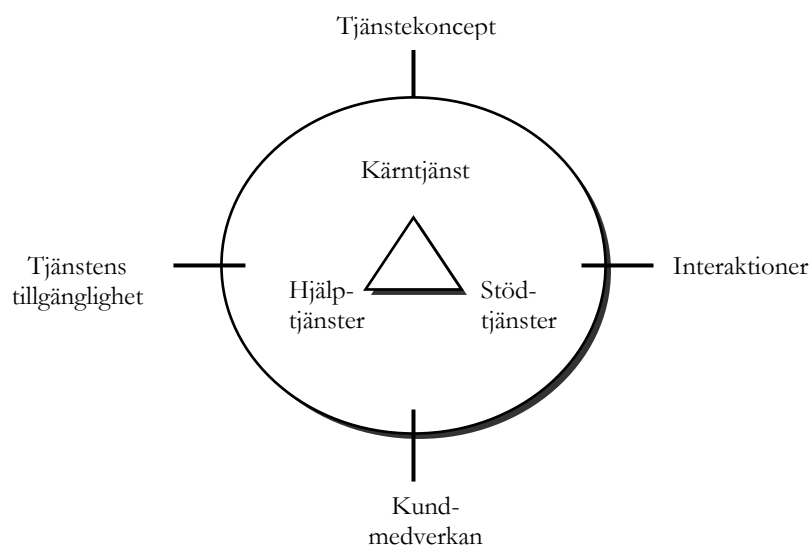 Tjänstekoncept
Kärntjänst
Tjänstens
tillgänglighet
Hjälp-
tjänster
Stöd-
tjänster
Interaktioner
Kund-
medverkan